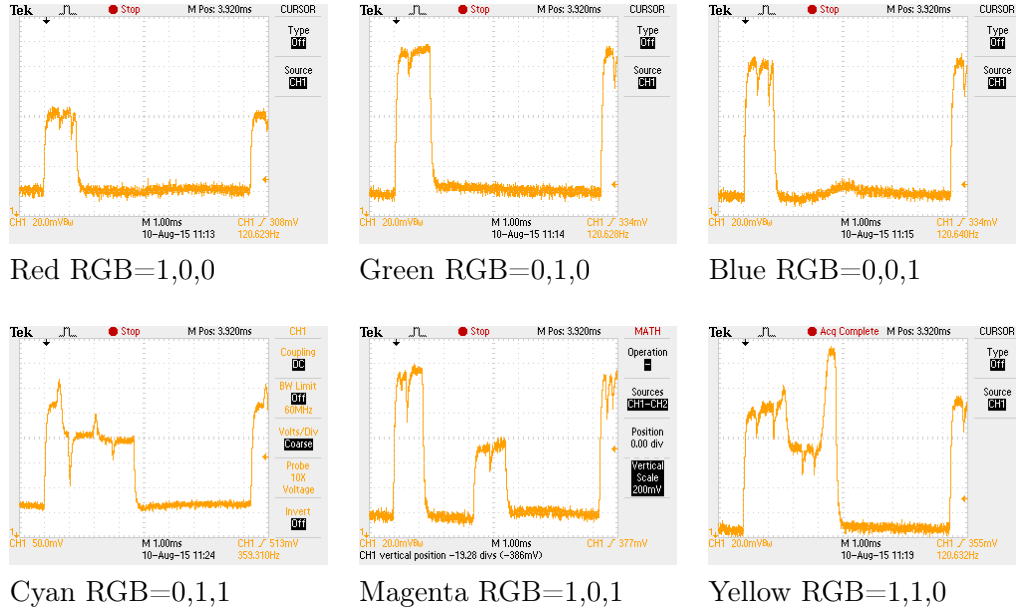 Tek Stop M Pos: 3.920ms CURSOR
Type
Off
Source
CH1
1
CH1 20.0mVBw M 1.00ms CH1 308mV
10-Aug-15 11:13 120.629Hz
Red RGB=1,0,0
Tek Stop M Pos: 3.920ms CURSOR
Type
Off
Source
CH1
1
CH1 20.0mVBw M 1.00ms CH1 334mV
10-Aug-15 11:14 120.628Hz
Green RGB=0,1,0
Tek Stop M Pos: 3.920ms CURSOR
Type
Off
Source
CH1
1
CH1 20.0mVBw M 1.00ms CH1 334mV
10-Aug-15 11:15 120.640Hz
Blue RGB=0,0,1
Tek Stop M Pos: 3.920ms CH1
Coupling
DC
BW Limit
Off
60MHz
Volts/Div
Coarse
Probe
10X
Voltage
Invert
Off
1
CH1 50.0mV M 1.00ms CH1 513mV
10-Aug-15 11:24 359.310Hz
Cyan RGB=0,1,1
Tek Stop M Pos: 3.920ms MATH
Operation
-
Sources
CH1-CH2
Position
0.00 div
Vertical
Scale
200mV
CH1 20.0mVBw M 1.00ms CH1 377mV
CH1 vertical position -19.28 divs (-386mV)
Magenta RGB=1,0,1
Tek Acq Complete M Pos: 3.920ms CURSOR
Type
Off
Source
CH1
1
CH1 20.0mVBw M 1.00ms CH1 355mV
10-Aug-15 11:19 120.632Hz
Yellow RGB=1,1,0